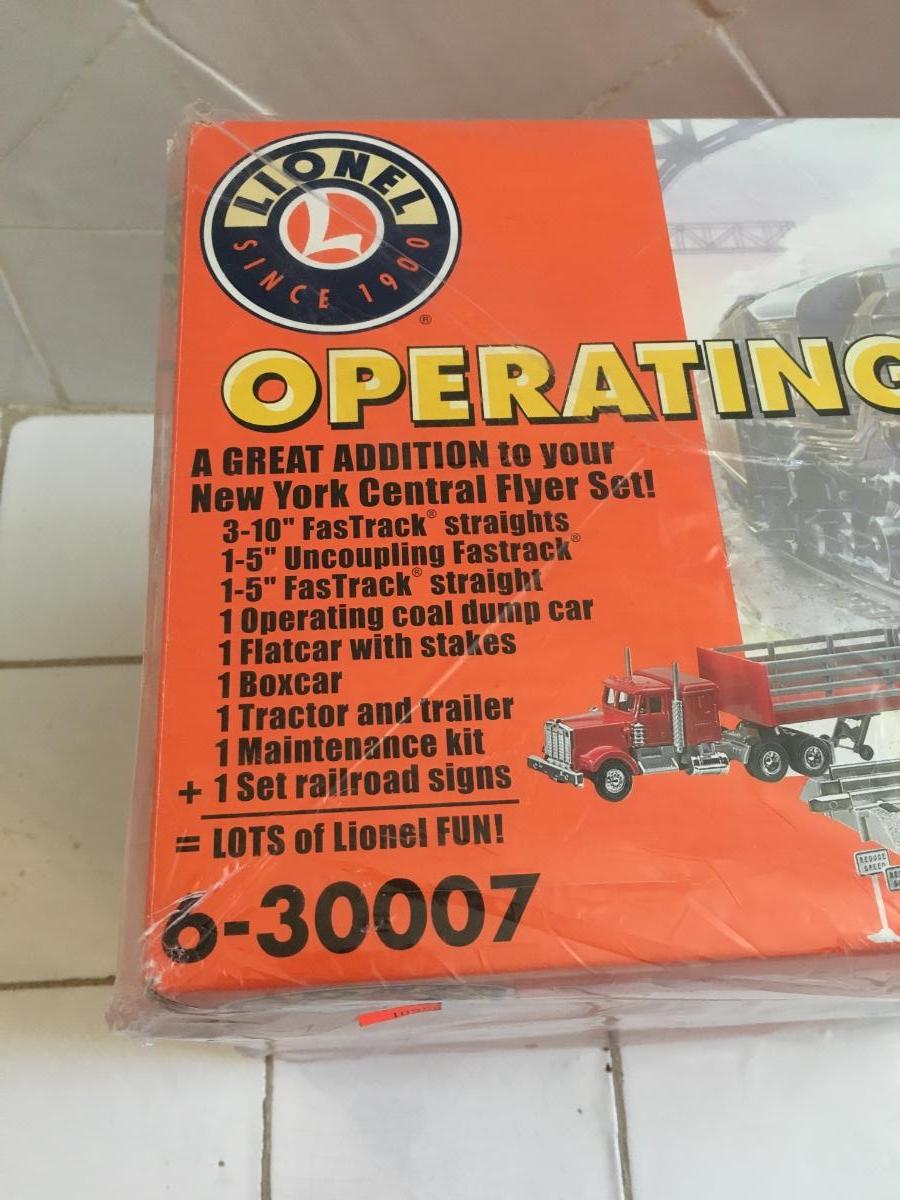 LIONEL
L
SINCE 1900
®
OPERATING
A GREAT ADDITION to your
New York Central Flyer Set!
3-10" FasTrack® straights
1-5" Uncoupling Fastrack®
1-5" FasTrack® straight
1 Operating coal dump car
1 Flatcar with stakes
1 Boxcar
1 Tractor and trailer
1 Maintenance kit
+ 1 Set railroad signs
= LOTS of Lionel FUN!
6-30007
REDUCE
SPEED